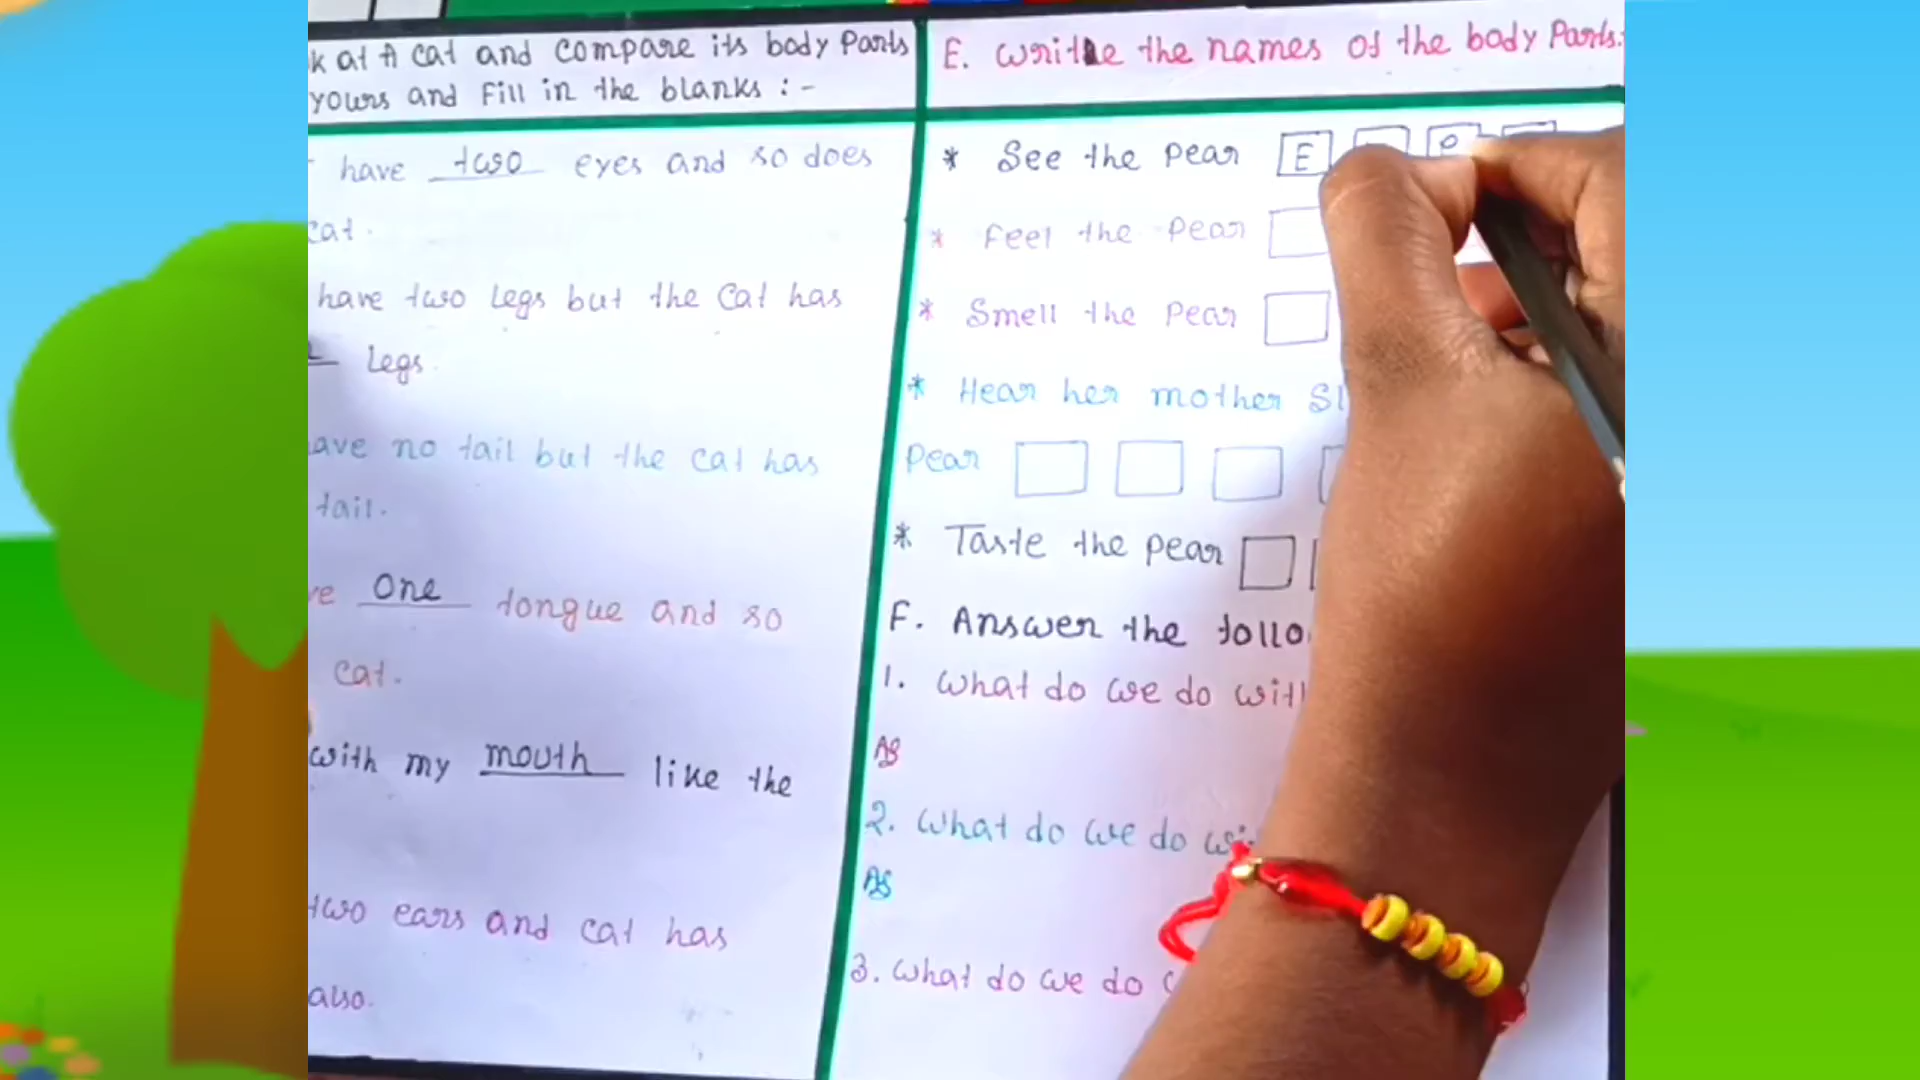 k at A cat and compare its body Parts
yours and Fill in the blanks :-
have two eyes and so does
cat.
have two legs but the cat has
legs.
ave no tail but the cat has
tail.
ve one tongue and so
cat.
with my mouth like the
two ears and cat has
also.
E. Write the names of the body Parts:
* See the pear E
* Feel the pear
* Smell the pear
* Hear her mother Sl
pear
* Taste the pear
F. Answer the follo
1. What do we do with
As
2. What do we do wi
As
3. What do we do